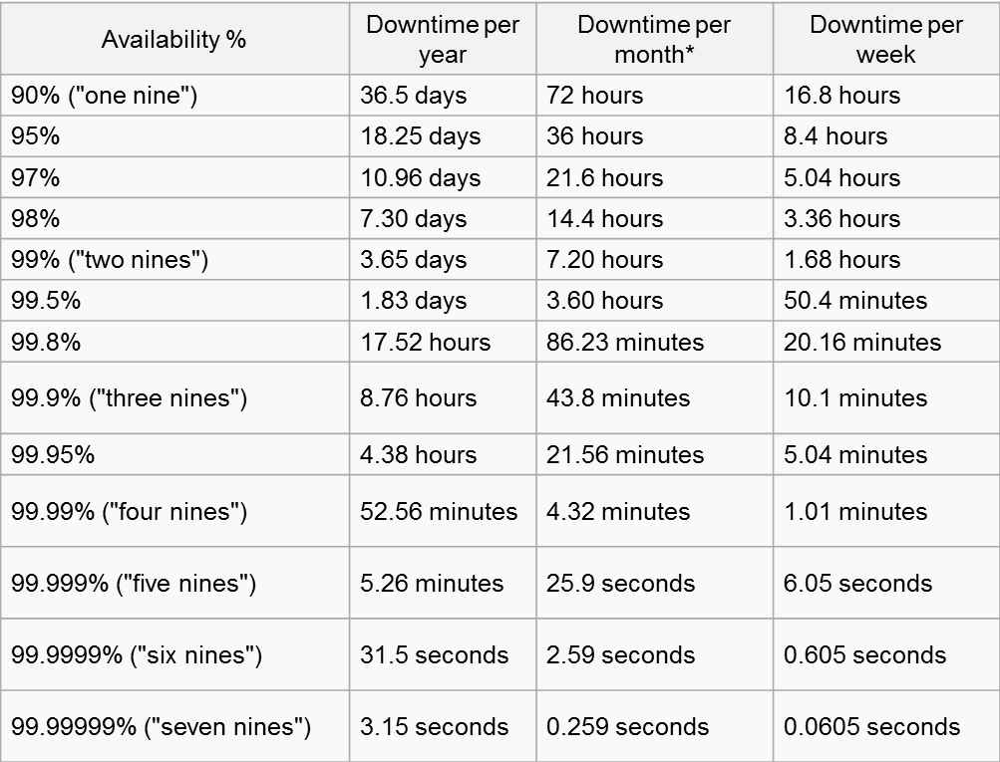 Availability %
Downtime per
year
Downtime per
month*
Downtime per
week
90% ("one nine")
36.5 days
72 hours
16.8 hours
95%
18.25 days
36 hours
8.4 hours
97%
10.96 days
21.6 hours
5.04 hours
98%
7.30 days
14.4 hours
3.36 hours
99% ("two nines")
3.65 days
7.20 hours
1.68 hours
99.5%
1.83 days
3.60 hours
50.4 minutes
99.8%
17.52 hours
86.23 minutes
20.16 minutes
99.9% ("three nines")
8.76 hours
43.8 minutes
10.1 minutes
99.95%
4.38 hours
21.56 minutes
5.04 minutes
99.99% ("four nines")
52.56 minutes
4.32 minutes
1.01 minutes
99.999% ("five nines")
5.26 minutes
25.9 seconds
6.05 seconds
99.9999% ("six nines")
31.5 seconds
2.59 seconds
0.605 seconds
99.99999% ("seven nines")
3.15 seconds
0.259 seconds
0.0605 seconds